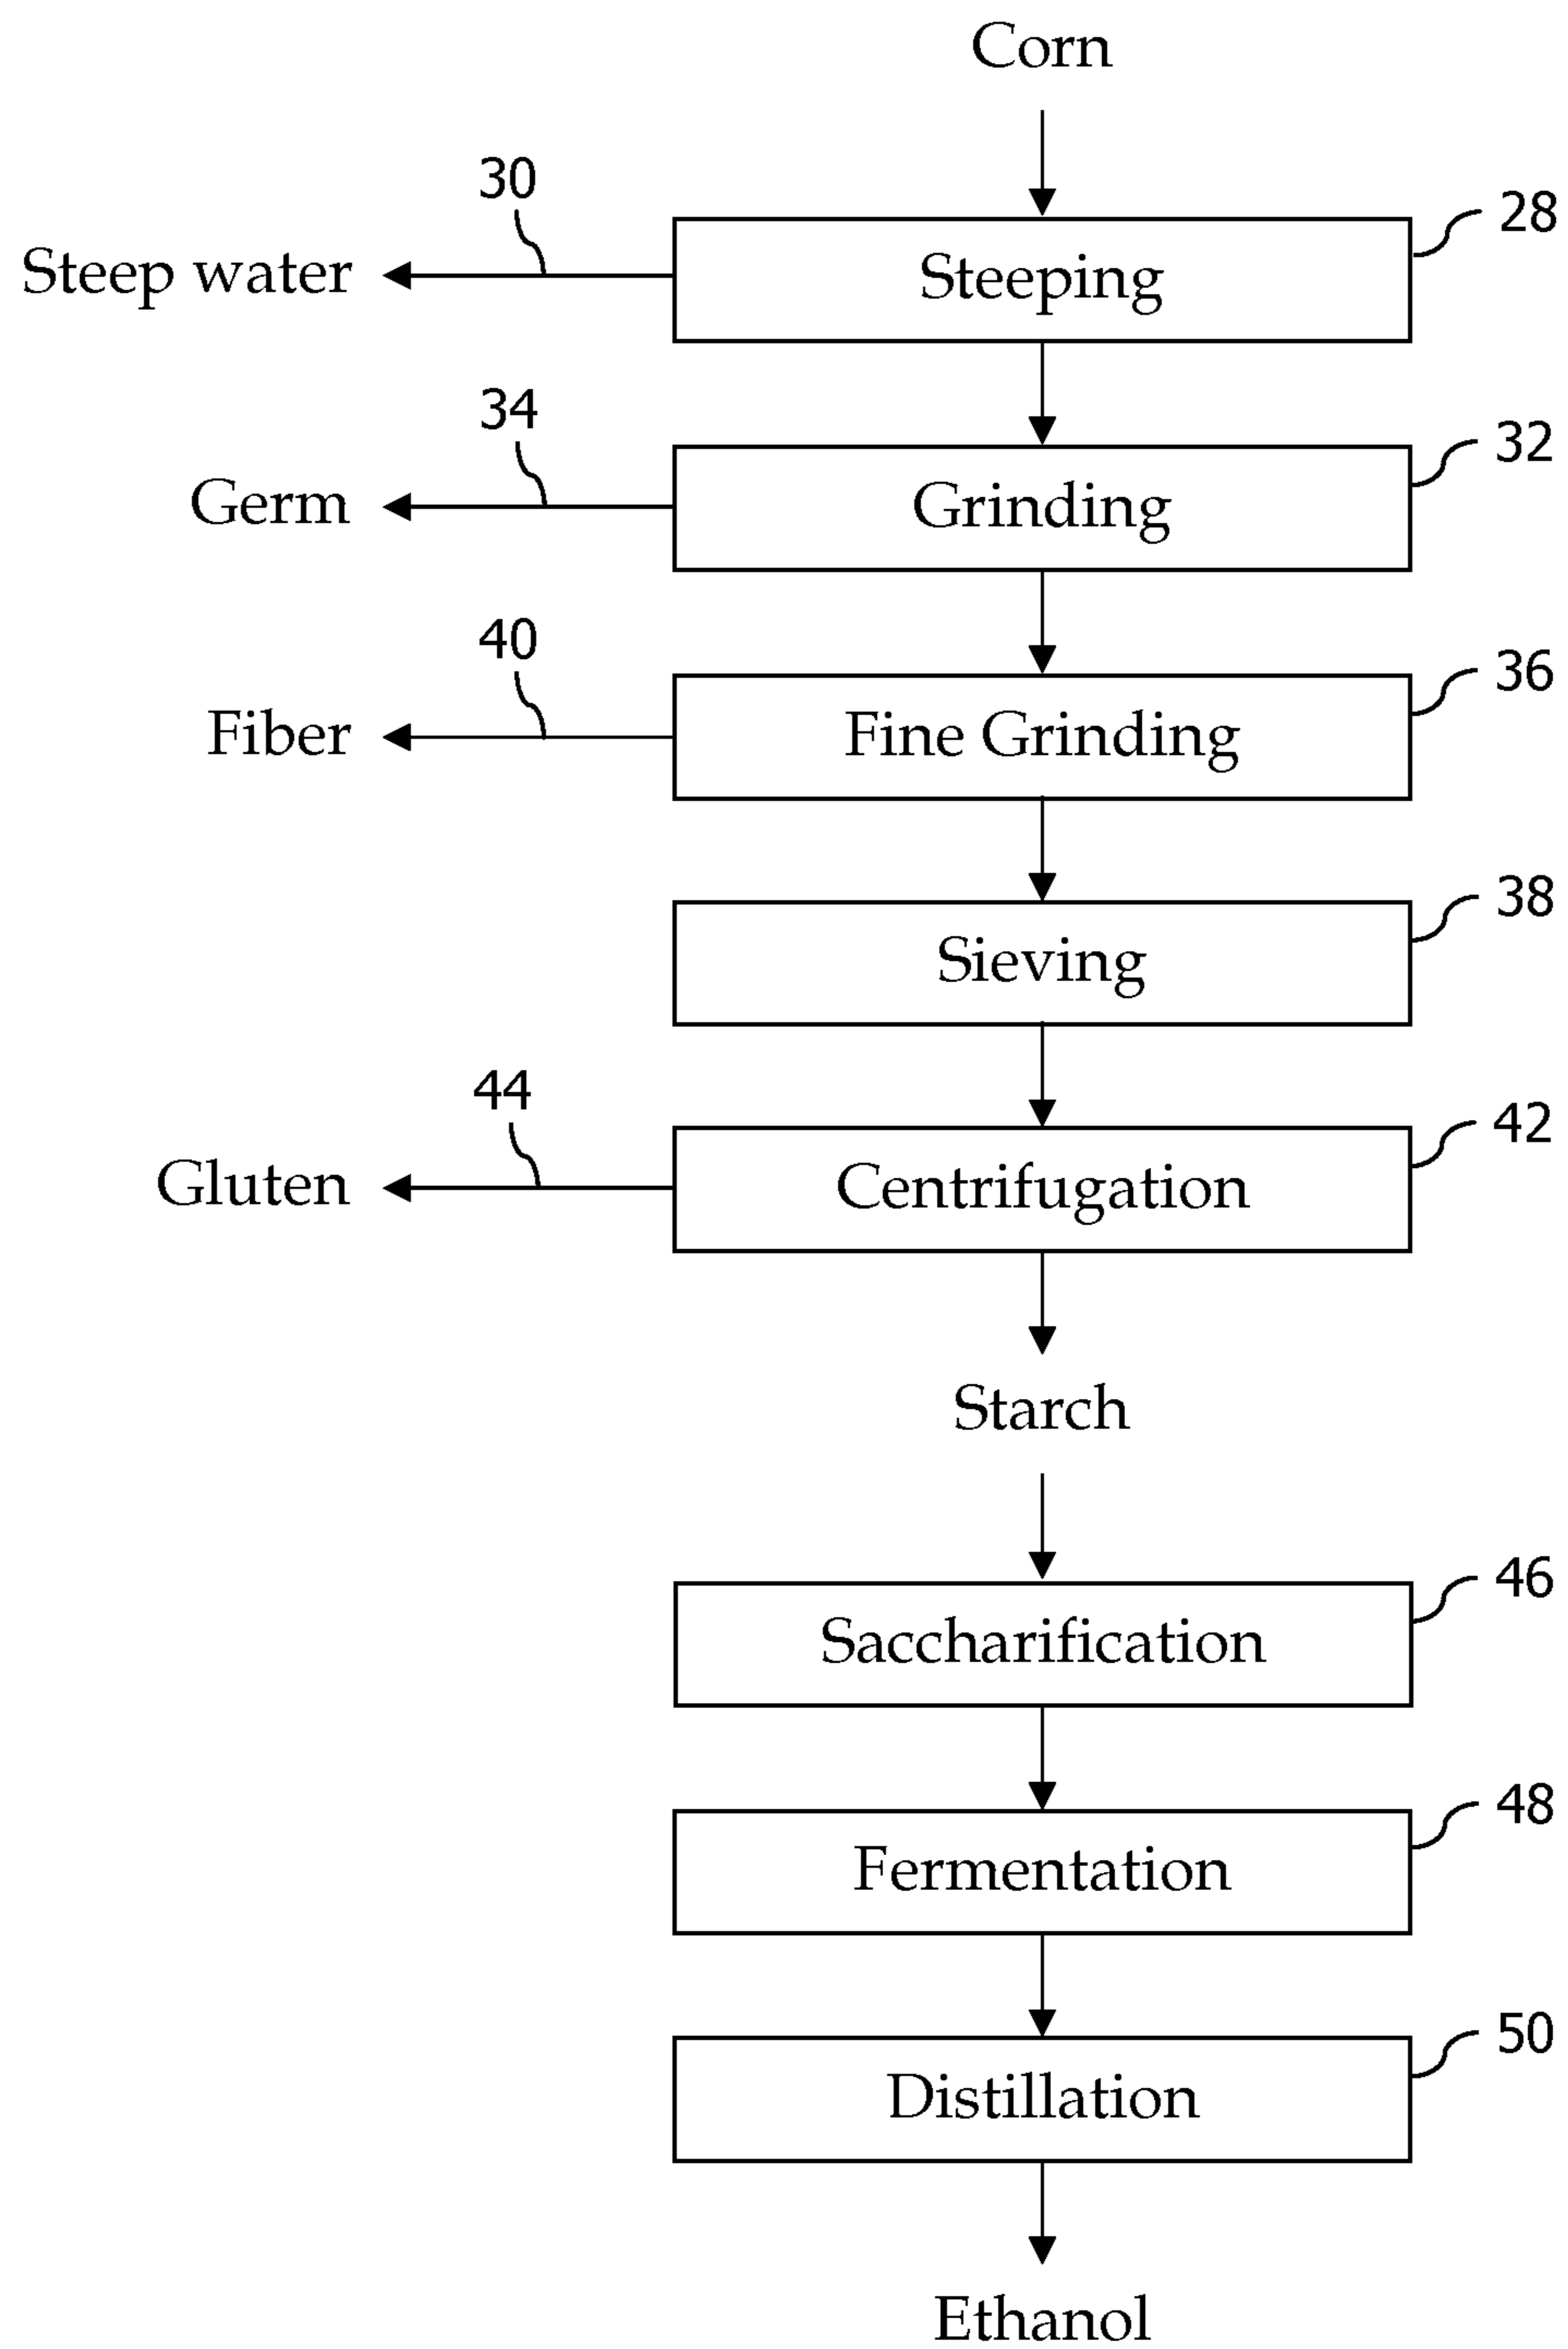 Corn
30
28
Steep water
Steeping
34
32
Germ
Grinding
40
36
Fiber
Fine Grinding
38
Sieving
44
42
Gluten
Centrifugation
Starch
46
Saccharification
48
Fermentation
50
Distillation
Ethanol